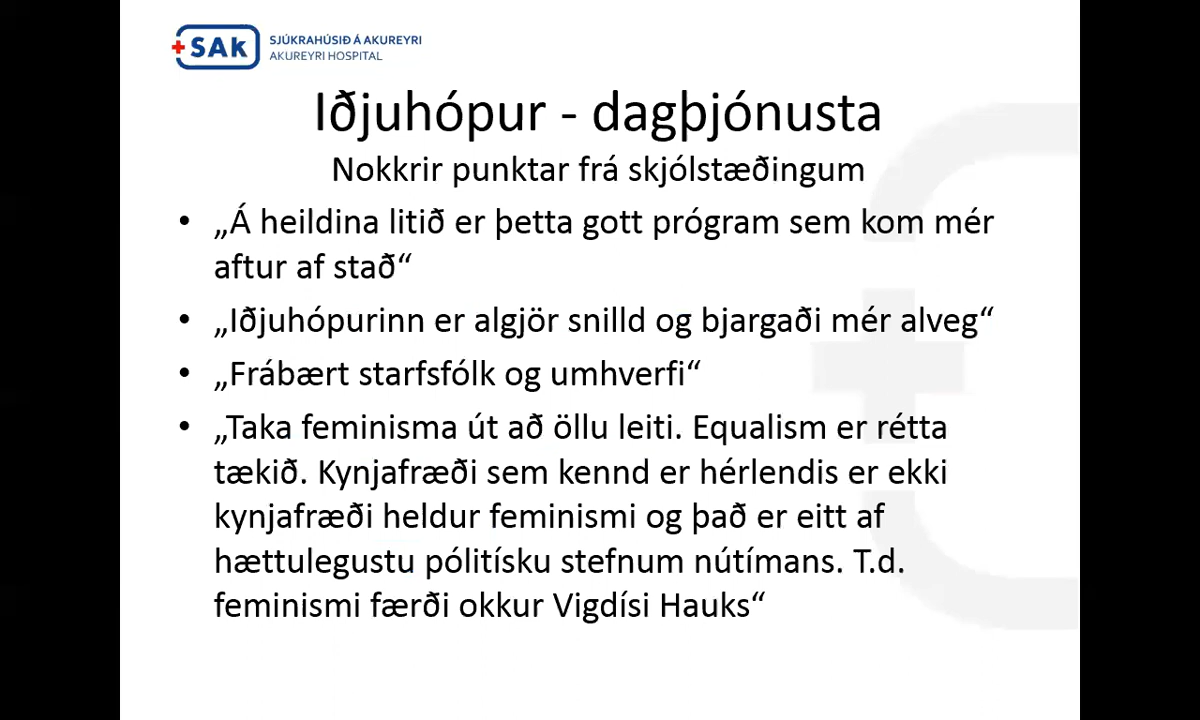 SAk
SJÚKRAHÚSIÐ Á AKUREYRI
AKUREYRI HOSPITAL
Iðjuhópur - dagþjónusta
Nokkrir punktar frá skjólstæðingum
• „Á heildina litið er þetta gott prógram sem kom mér
aftur af stað“
• „Iðjuhópurinn er algjör snilld og bjargaði mér alveg“
• „Frábært starfsfólk og umhverfi“
• „Taka feminisma út að öllu leiti. Equalism er rétta
tækið. Kynjafræði sem kennd er hérlendis er ekki
kynjafræði heldur feminismi og það er eitt af
hættulegustu pólitísku stefnum nútímans. T.d.
feminismi færði okkur Vigdísi Hauks“